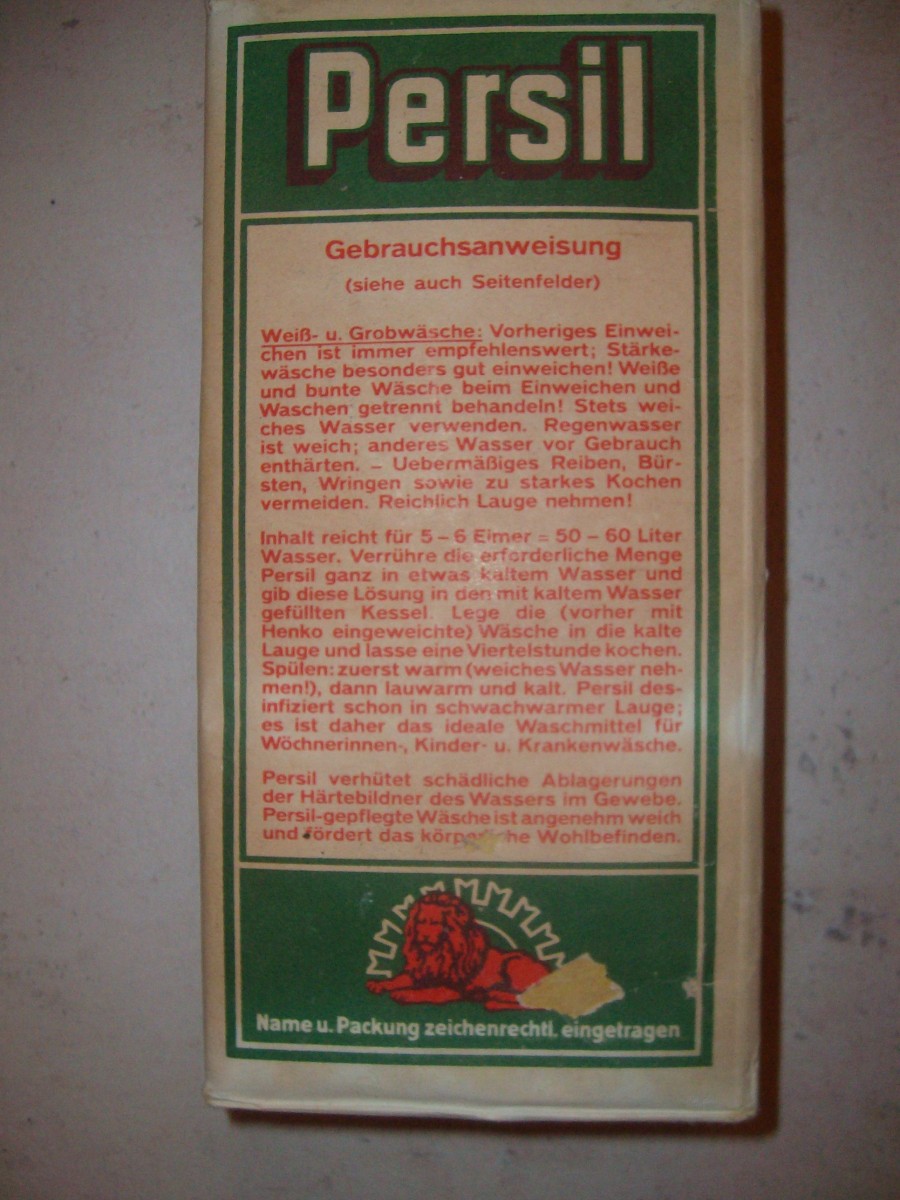 Persil
Gebrauchsanweisung
(siehe auch Seitenfelder)
Weiß- u. Grobwäsche: Vorheriges Einwei-
chen ist immer empfehlenswert; Stärke-
wäsche besonders gut einweichen! Weiße
und bunte Wäsche beim Einweichen und
Waschen getrennt behandeln! Stets wei-
ches Wasser verwenden. Regenwasser
ist weich; anderes Wasser vor Gebrauch
enthärten. – Uebermäßiges Reiben, Bür-
sten, Wringen sowie zu starkes Kochen
vermeiden. Reichlich Lauge nehmen!
Inhalt reicht für 5 – 6 Eimer = 50 – 60 Liter
Wasser. Verrühre die erforderliche Menge
Persil ganz in etwas kaltem Wasser und
gib diese Lösung in den mit kaltem Wasser
gefüllten Kessel. Lege die (vorher mit
Henko eingeweichte) Wäsche in die kalte
Lauge und lasse eine Viertelstunde kochen.
Spülen: zuerst warm (weiches Wasser neh-
men!), dann lauwarm und kalt. Persil des-
infiziert schon in schwachwarmer Lauge;
es ist daher das ideale Waschmittel für
Wöchnerinnen-, Kinder- u. Krankenwäsche.
Persil verhütet schädliche Ablagerungen
der Härtebildner des Wassers im Gewebe.
Persil-gepflegte Wäsche ist angenehm weich
und fördert das körperliche Wohlbefinden.
Name u. Packung zeichenrechtl. eingetragen